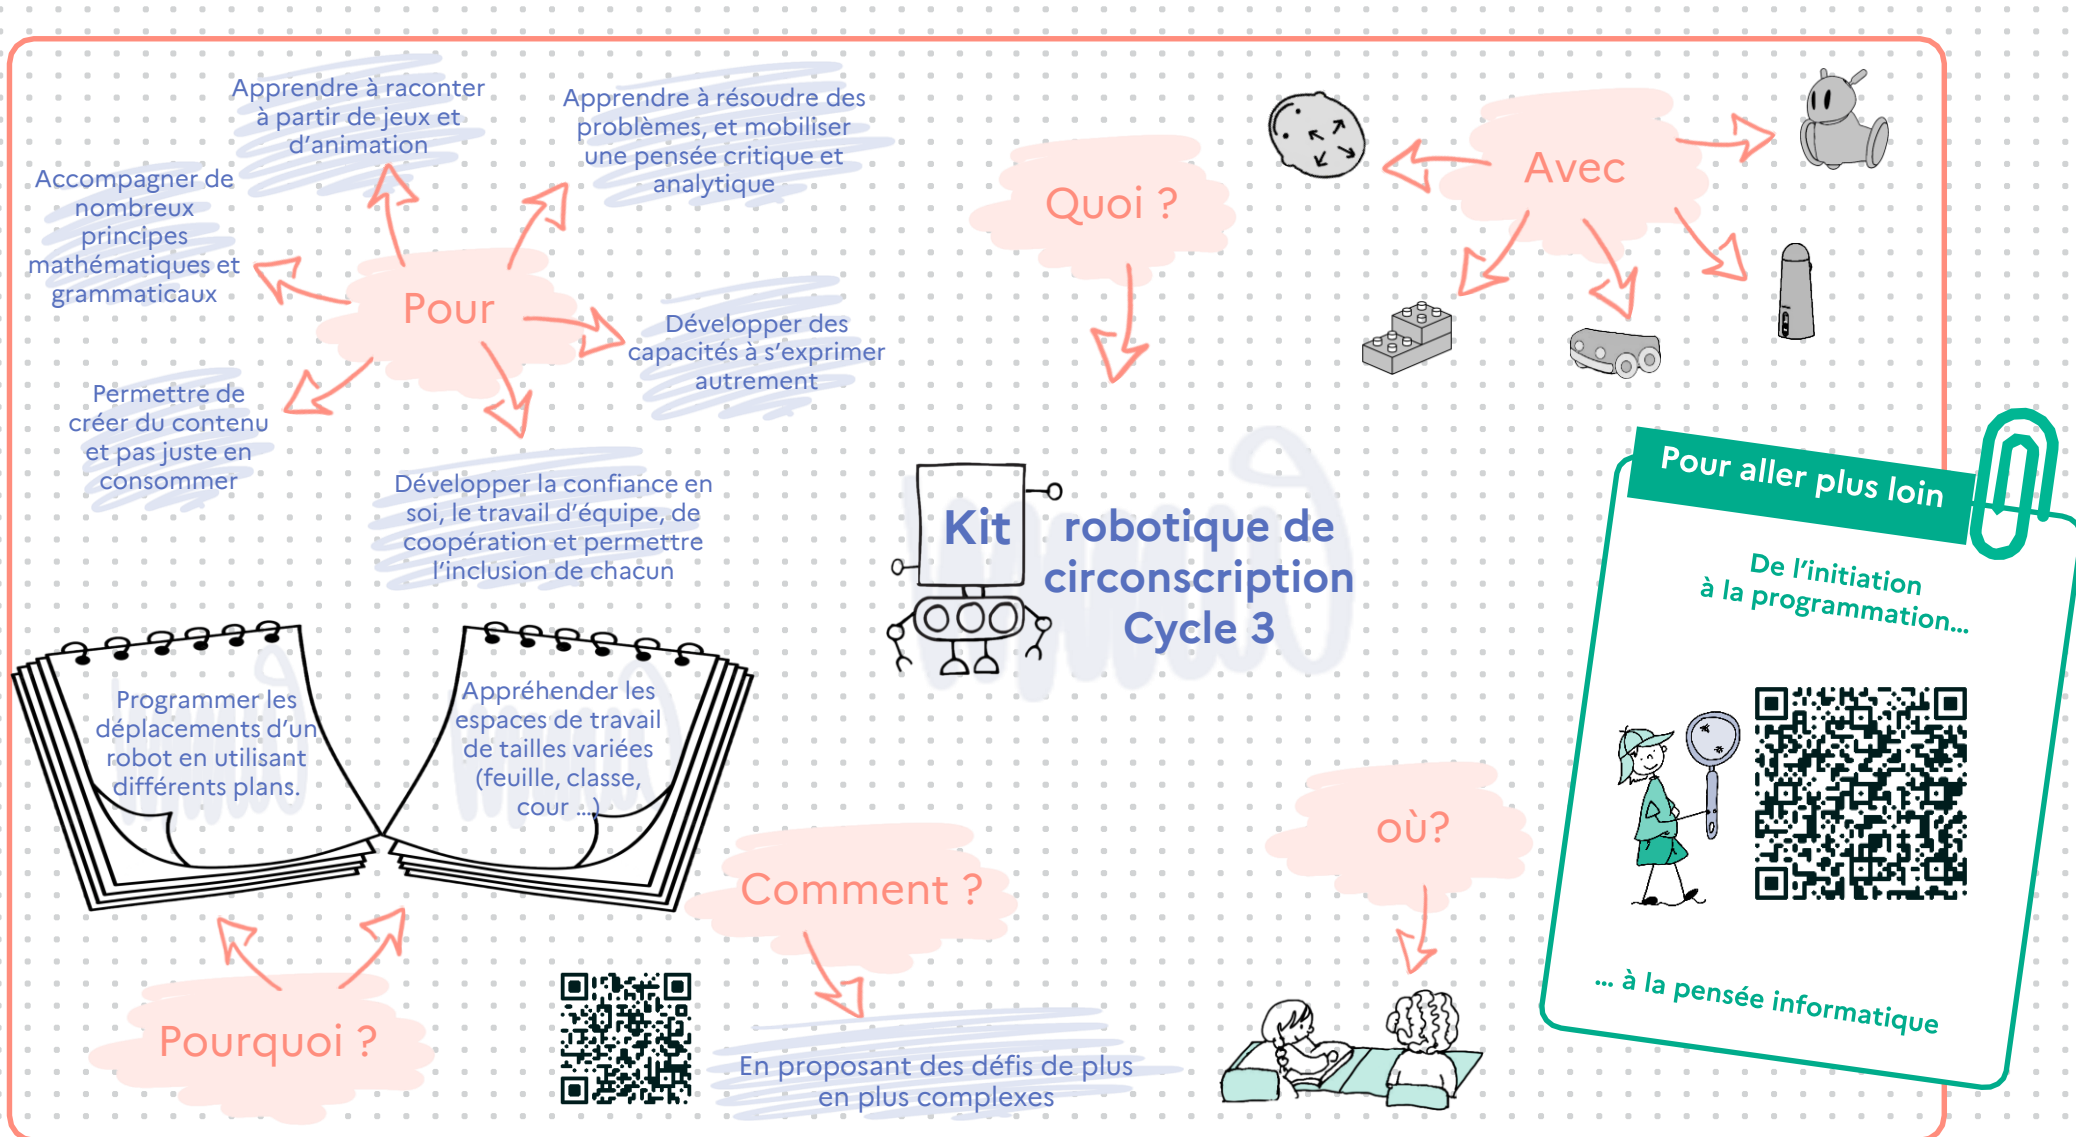 Apprendre à raconter
à partir de jeux et
d'animation
Apprendre à résoudre des
problèmes, et mobiliser
une pensée critique et
analytique
Accompagner de
nombreux
principes
mathématiques et
grammaticaux
Pour
Développer des
capacités à s'exprimer
autrement
Permettre de
créer du contenu
et pas juste en
consommer
Développer la confiance en
soi, le travail d'équipe, de
coopération et permettre
l'inclusion de chacun
Quoi ?
Avec
Kit robotique de
circonscription
Cycle 3
Programmer les
déplacements d'un
robot en utilisant
différents plans.
Appréhender les
espaces de travail
de tailles variées
(feuille, classe,
cour ...)
Pourquoi ?
Comment ?
En proposant des défis de plus
en plus complexes
où?
Pour aller plus loin
De l'initiation
à la programmation...
... à la pensée informatique